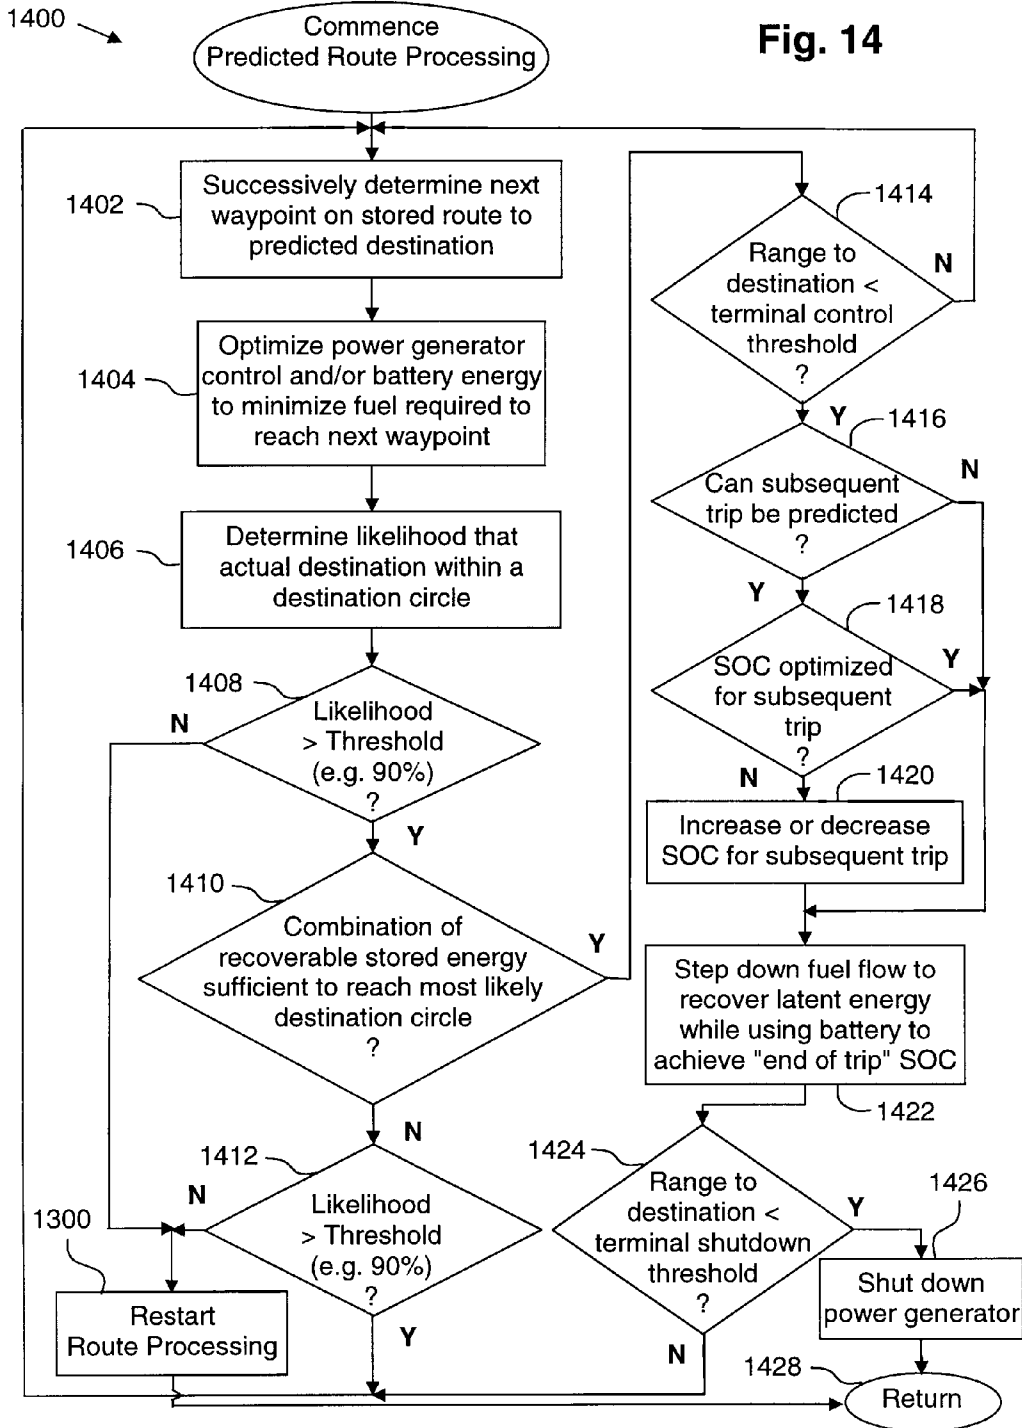 1400
Commence
Predicted Route Processing
Fig. 14
1402
Successively determine next
waypoint on stored route to
predicted destination
1404
Optimize power generator
control and/or battery energy
to minimize fuel required to
reach next waypoint
1406
Determine likelihood that
actual destination within a
destination circle
1408
N
Likelihood
> Threshold
(e.g. 90%)
?
Y
1410
Combination of
recoverable stored energy
sufficient to reach most likely
destination circle
?
Y
N
1412
N
Likelihood
> Threshold
(e.g. 90%)
?
Y
1300
Restart
Route Processing
1414
Range to
destination <
terminal control
threshold
?
N
Y
1416
Can subsequent
trip be predicted
?
N
Y
1418
SOC optimized
for subsequent
trip
?
Y
N
1420
Increase or decrease
SOC for subsequent trip
Step down fuel flow to
recover latent energy
while using battery to
achieve "end of trip" SOC
1422
1424
Range to
destination <
terminal shutdown
threshold
?
Y
N
1426
Shut down
power generator
1428
Return